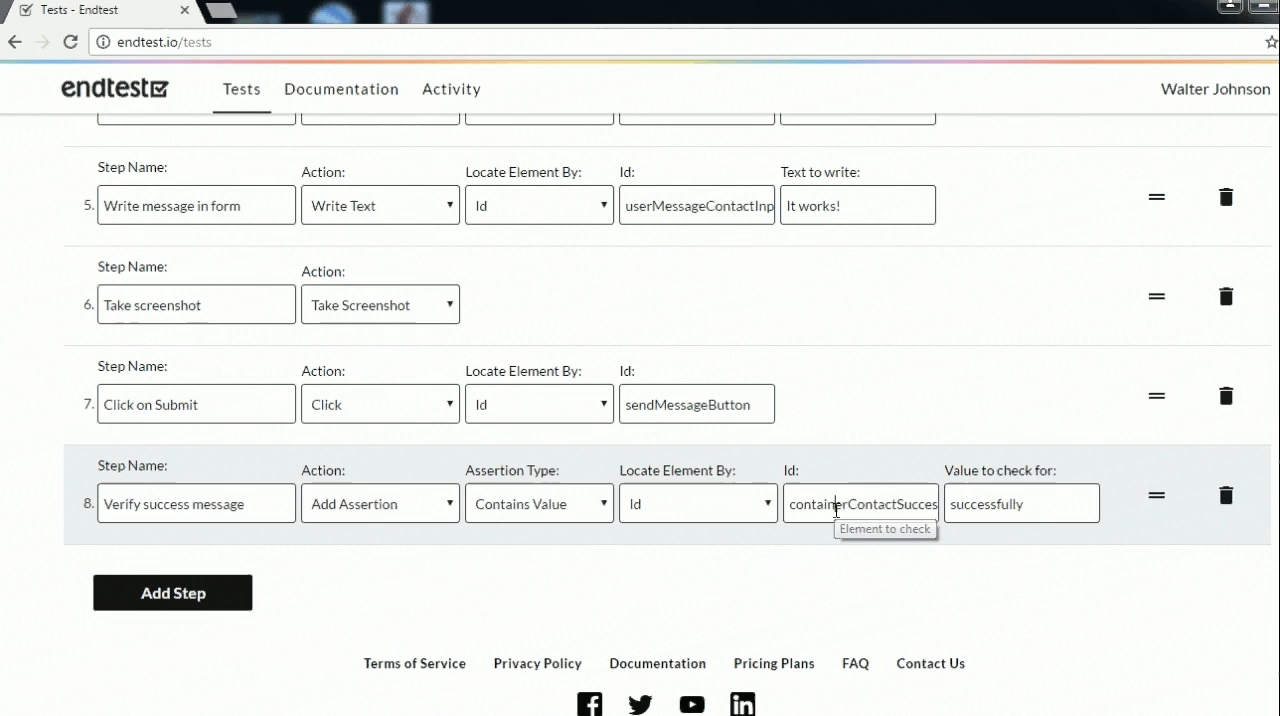 Tests - Endtest
endtest.io/tests
endtest Tests Documentation Activity Walter Johnson
Step Name: Action: Locate Element By: Id: Text to write:
5. Write message in form Write Text Id userMessageContactInp It works!
Step Name: Action:
6. Take screenshot Take Screenshot
Step Name: Action: Locate Element By: Id:
7. Click on Submit Click Id sendMessageButton
Step Name: Action: Assertion Type: Locate Element By: Id: Value to check for:
8. Verify success message Add Assertion Contains Value Id containerContactSucces successfully
Element to check
Add Step
Terms of Service Privacy Policy Documentation Pricing Plans FAQ Contact Us